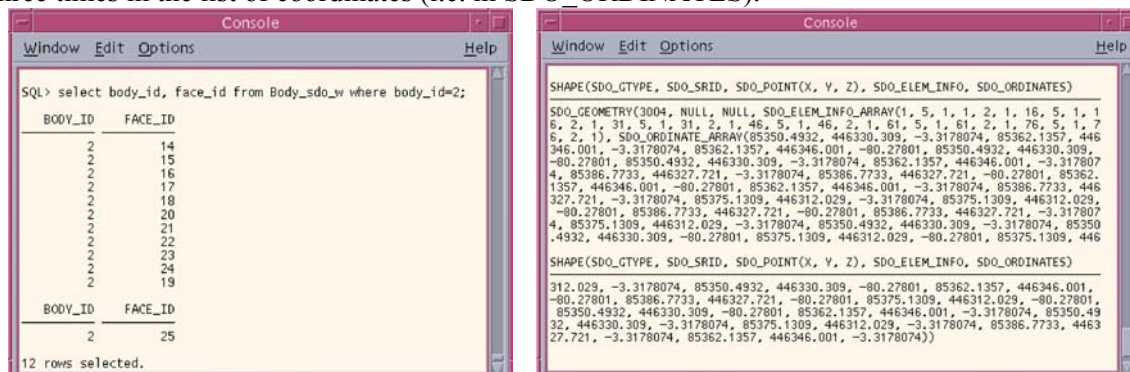 three times in the list of coordinates (i.e. in SDO_ORDINATES).
Console
Window Edit Options Help
SQL> select body_id, face_id from Body_sdo_w where body_id=2;
BODY_ID FACE_ID
2 14
2 15
2 16
2 17
2 18
2 20
2 21
2 22
2 23
2 24
2 19
BODY_ID FACE_ID
2 25
12 rows selected.
Console
Window Edit Options Help
SHAPE(SDO_GTYPE, SDO_SRID, SDO_POINT(X, Y, Z), SDO_ELEM_INFO, SDO_ORDINATES)
SDO_GEOMETRY(3004, NULL, NULL, SDO_ELEM_INFO_ARRAY(1, 5, 1, 1, 2, 1, 16, 5, 1, 1
6, 2, 1, 31, 5, 1, 31, 2, 1, 46, 5, 1, 46, 2, 1, 61, 5, 1, 61, 2, 1, 76, 5, 1, 7
6, 2, 1), SDO_ORDINATE_ARRAY(85350.4932, 446330.309, -3.3178074, 85362.1357, 446
346.001, -3.3178074, 85362.1357, 446346.001, -80.27801, 85350.4932, 446330.309,
-80.27801, 85350.4932, 446330.309, -3.3178074, 85362.1357, 446346.001, -3.317807
4, 85386.7733, 446327.721, -3.3178074, 85386.7733, 446327.721, -80.27801, 85362.
1357, 446346.001, -80.27801, 85362.1357, 446346.001, -3.3178074, 85386.7733, 446
327.721, -3.3178074, 85375.1309, 446312.029, -3.3178074, 85375.1309, 446312.029,
-80.27801, 85386.7733, 446327.721, -80.27801, 85386.7733, 446327.721, -3.317807
4, 85375.1309, 446312.029, -3.3178074, 85375.1309, 446312.029, -3.3178074, 85350
.4932, 446330.309, -80.27801, 85375.1309, 446312.029, -80.27801, 85375.1309, 446
SHAPE(SDO_GTYPE, SDO_SRID, SDO_POINT(X, Y, Z), SDO_ELEM_INFO, SDO_ORDINATES)
312.029, -3.3178074, 85350.4932, 446330.309, -80.27801, 85362.1357, 446346.001,
-80.27801, 85386.7733, 446327.721, -80.27801, 85375.1309, 446312.029, -80.27801,
85350.4932, 446330.309, -80.27801, 85362.1357, 446346.001, -3.3178074, 85350.49
32, 446330.309, -3.3178074, 85375.1309, 446312.029, -3.3178074, 85386.7733, 4463
27.721, -3.3178074, 85362.1357, 446346.001, -3.3178074))